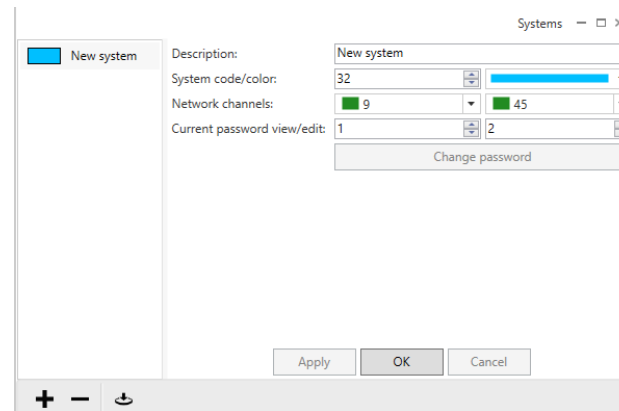 Systems
New system
Description: New system
System code/color: 32
Network channels: 9 45
Current password view/edit: 1 2
Change password
Apply OK Cancel